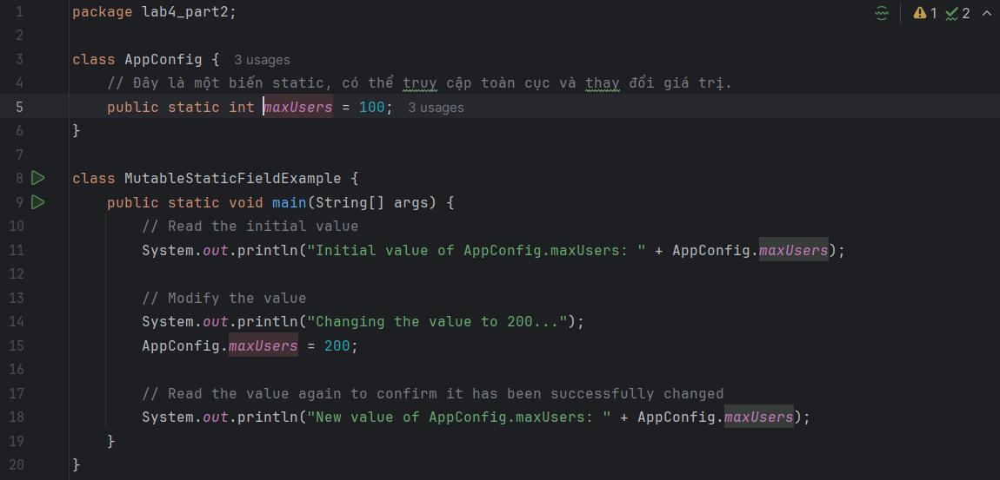 1 package lab4_part2; 1 2
2
3 class AppConfig { 3 usages
4 // Đây là một biến static, có thể truy cập toàn cục và thay đổi giá trị.
5 public static int maxUsers = 100; 3 usages
6 }
7
8 class MutableStaticFieldExample {
9 public static void main(String[] args) {
10 // Read the initial value
11 System.out.println("Initial value of AppConfig.maxUsers: " + AppConfig.maxUsers);
12
13 // Modify the value
14 System.out.println("Changing the value to 200...");
15 AppConfig.maxUsers = 200;
16
17 // Read the value again to confirm it has been successfully changed
18 System.out.println("New value of AppConfig.maxUsers: " + AppConfig.maxUsers);
19 }
20 }